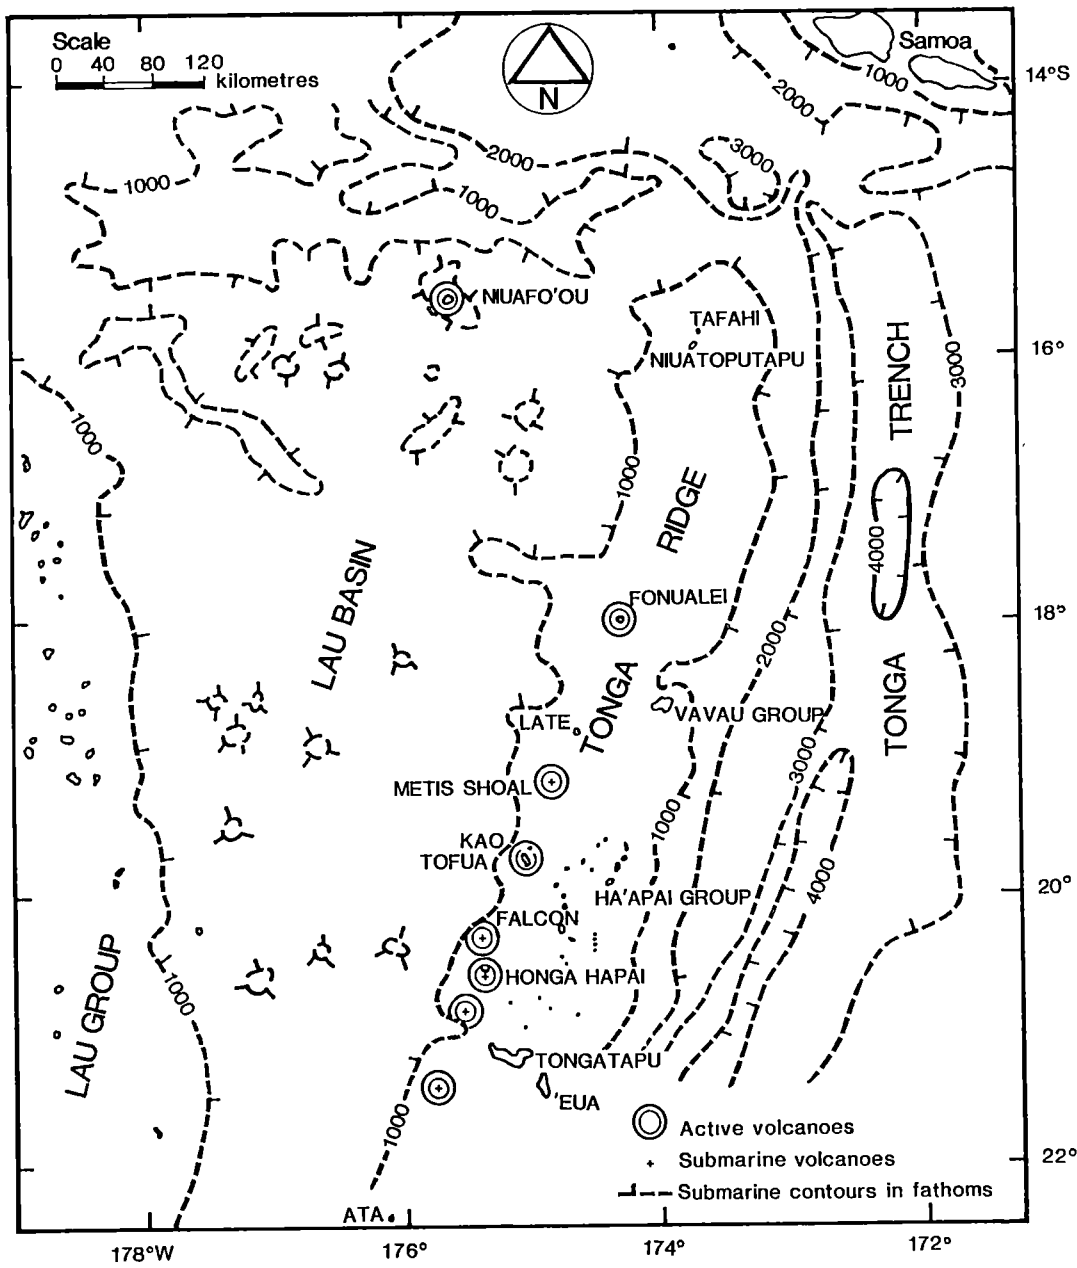 Scale
0 40 80 120
kilometres
N
Samoa
14°S
1000
2000
2000
3000
1000
1000
NIUAFO'OU
TAFAHI
NIUATOPUTAPU
16°
3000
TRENCH
1000
1000
RIDGE
4000
LAU BASIN
FONUALEI
18°
2000
TONGA
TONGA
LATE
VAVAU GROUP
3000
METIS SHOAL
1000
KAO
TOFUA
4000
HA'APAI GROUP
20°
FALCON
HONGA HAPAI
LAU GROUP
1000
TONGATAPU
'EUA
1000
Active volcanoes
Submarine volcanoes
Submarine contours in fathoms
22°
ATA
178°W
176°
174°
172°